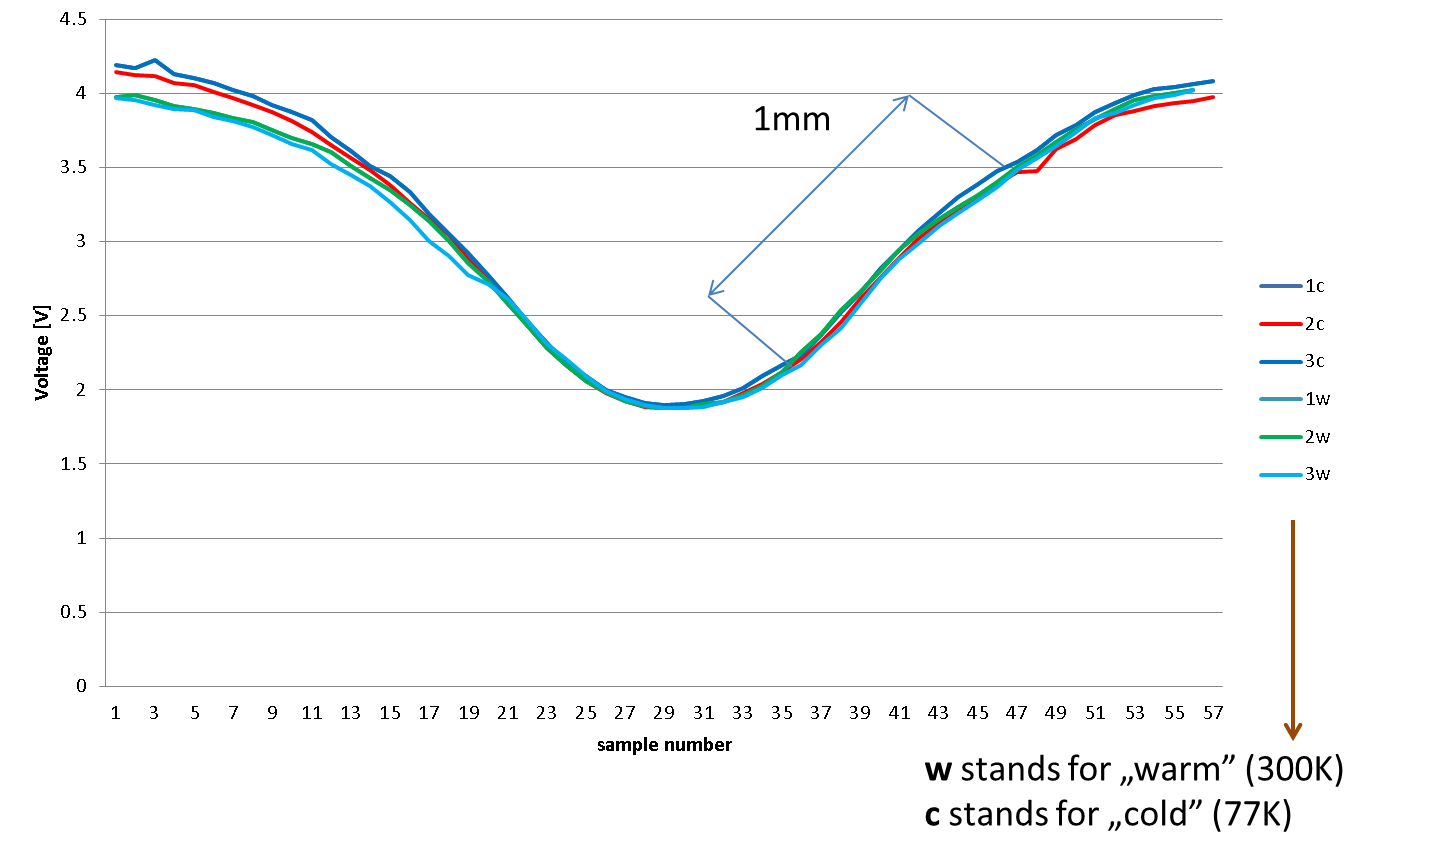 4.5
4
3.5
3
2.5
2
1.5
1
0.5
0
Voltage [V]
1mm
1 3 5 7 9 11 13 15 17 19 21 23 25 27 29 31 33 35 37 39 41 43 45 47 49 51 53 55 57
sample number
1c
2c
3c
1w
2w
3w
w stands for „warm” (300K)
c stands for „cold” (77K)